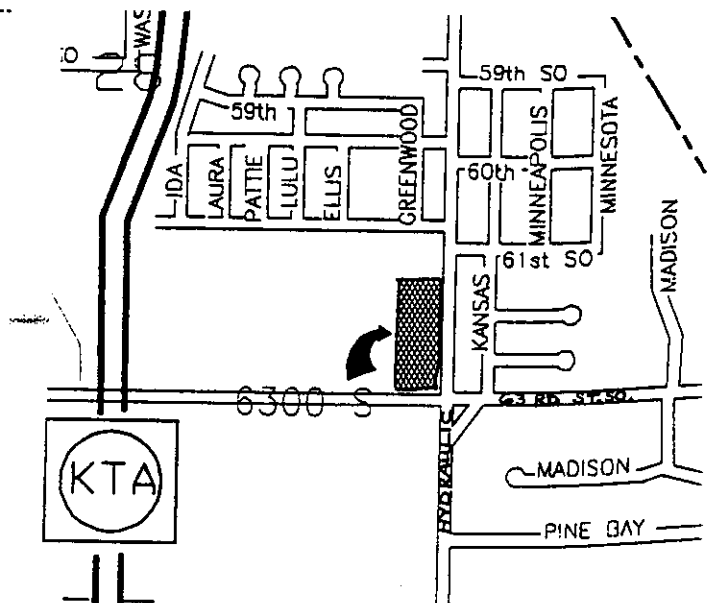 WAS
59th SO
59th
IDA
LAURA
PATTIE
LULU
ELLIS
GREENWOOD
MINNEAPOLIS
MINNESOTA
60th
61st SO
KANSAS
MADISON
6300 S
63 RD. ST. SO.
HYDRAULIC
KTA
MADISON
PINE BAY